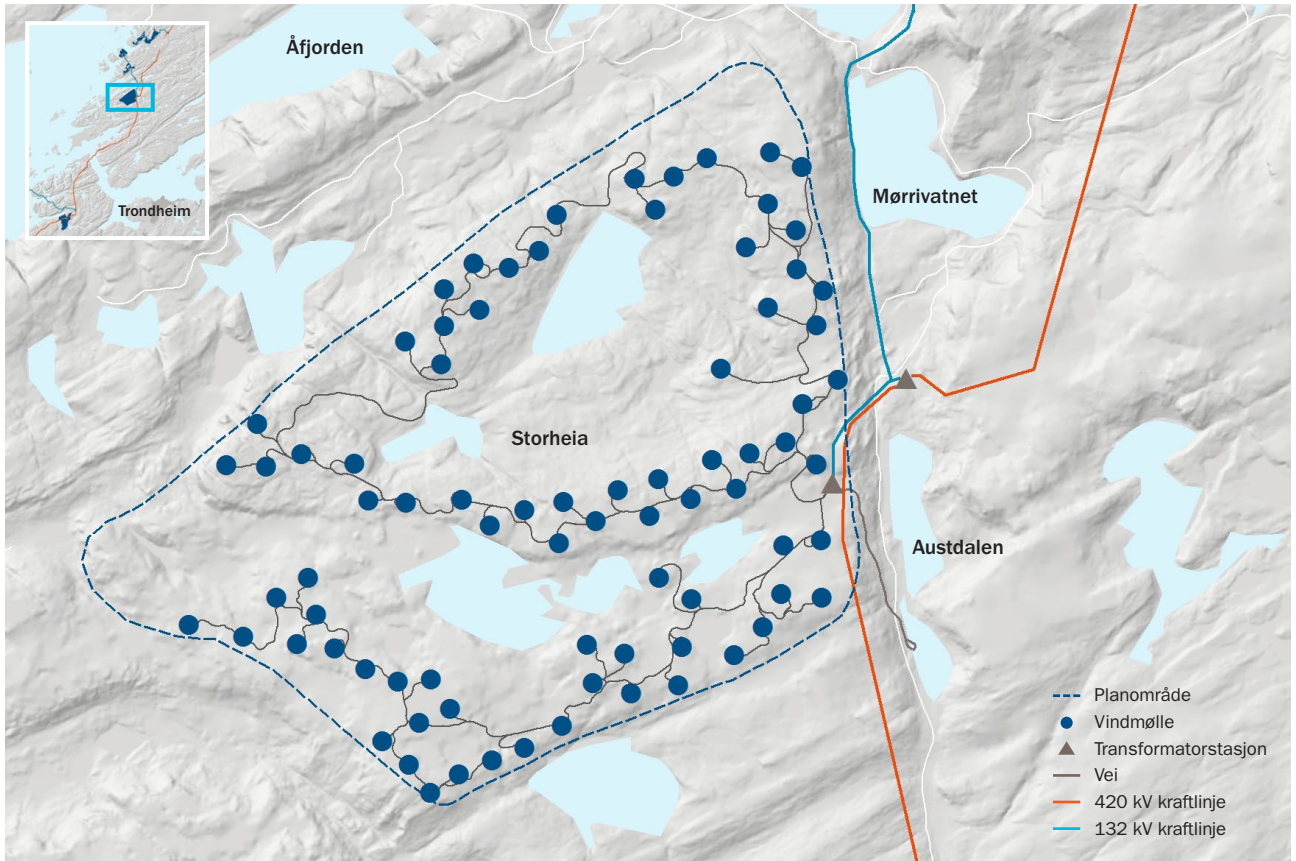 Åfjorden
Trondheim
Mørrivatnet
Storheia
Austdalen
Planområde
Vindmølle
Transformatorstasjon
Vei
420 kV kraftlinje
132 kV kraftlinje